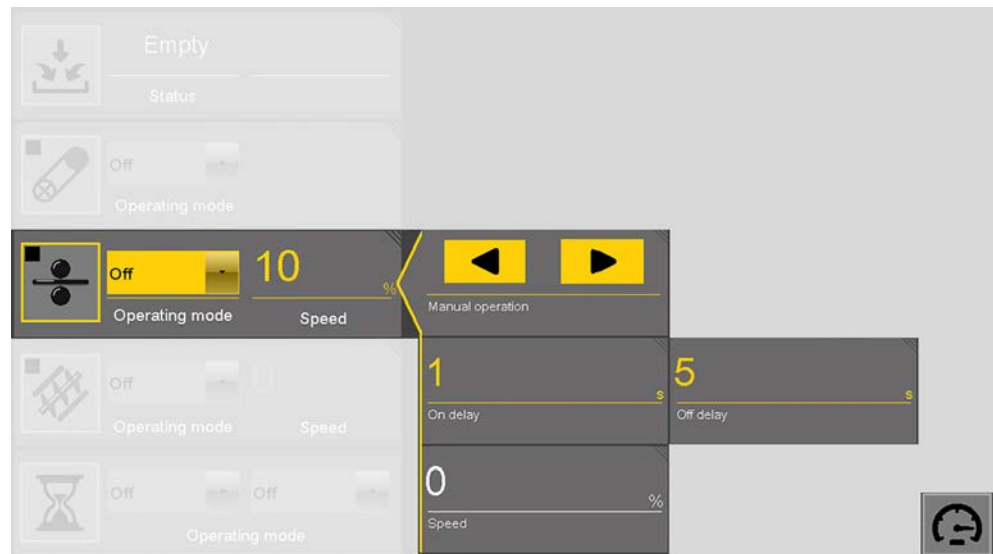 Empty
Status
Off
Operating mode
Off
10
%
Operating mode
Speed
Manual operation
Off
0
Operating mode
Speed
1
s
On delay
5
s
Off delay
Off
Off
Operating mode
0
%
Speed